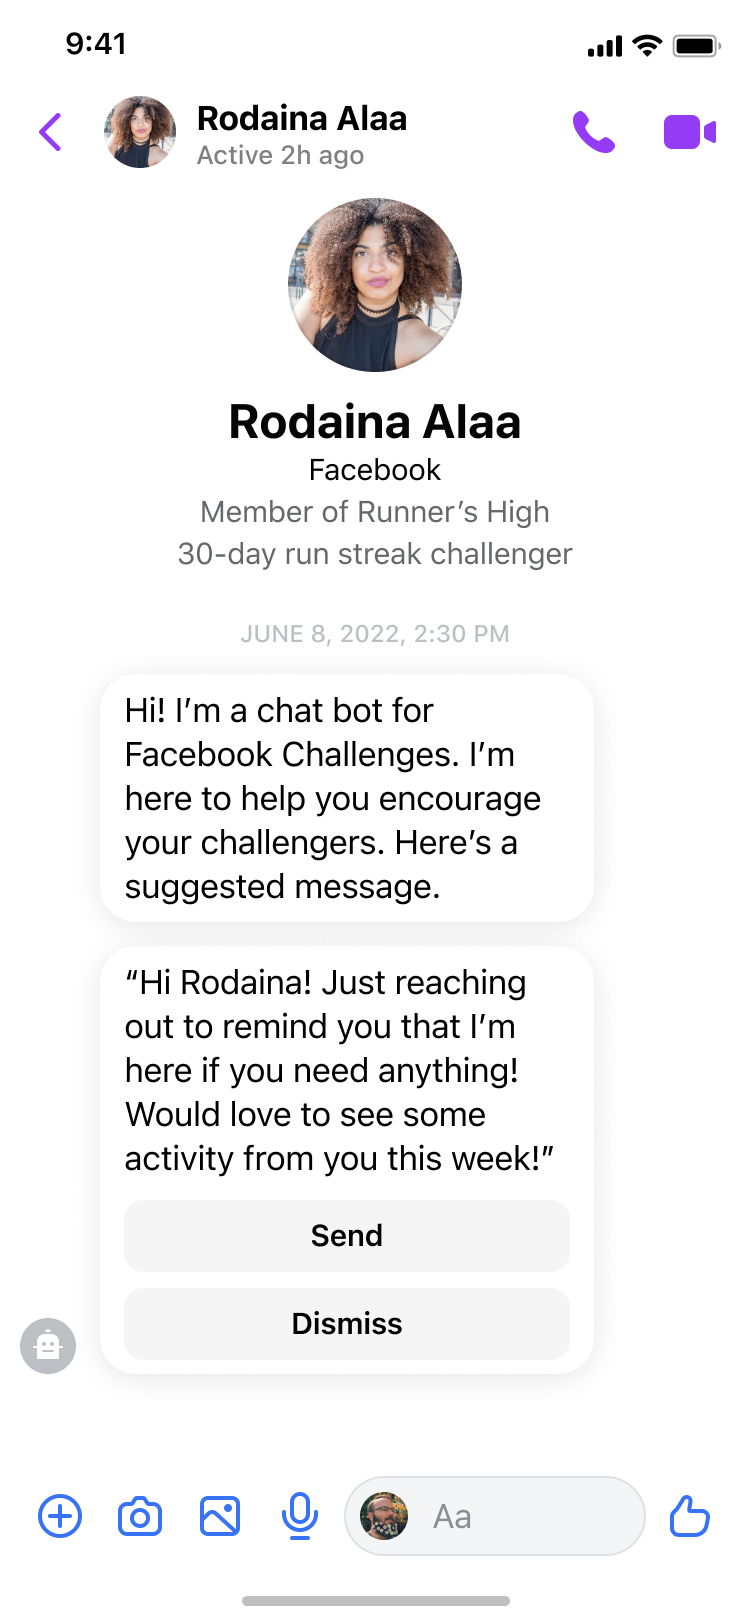 9:41
Rodaina Alaa
Active 2h ago
Rodaina Alaa
Facebook
Member of Runner’s High
30-day run streak challenger
JUNE 8, 2022, 2:30 PM
Hi! I’m a chat bot for
Facebook Challenges. I’m
here to help you encourage
your challengers. Here’s a
suggested message.
“Hi Rodaina! Just reaching
out to remind you that I’m
here if you need anything!
Would love to see some
activity from you this week!”
Send
Dismiss
Aa